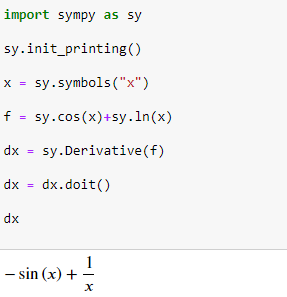 import sympy as sy
sy.init_printing()
x = sy.symbols("x")
f = sy.cos(x)+sy.ln(x)
dx = sy.Derivative(f)
dx = dx.doit()
dx
− sin (x) + 1/x